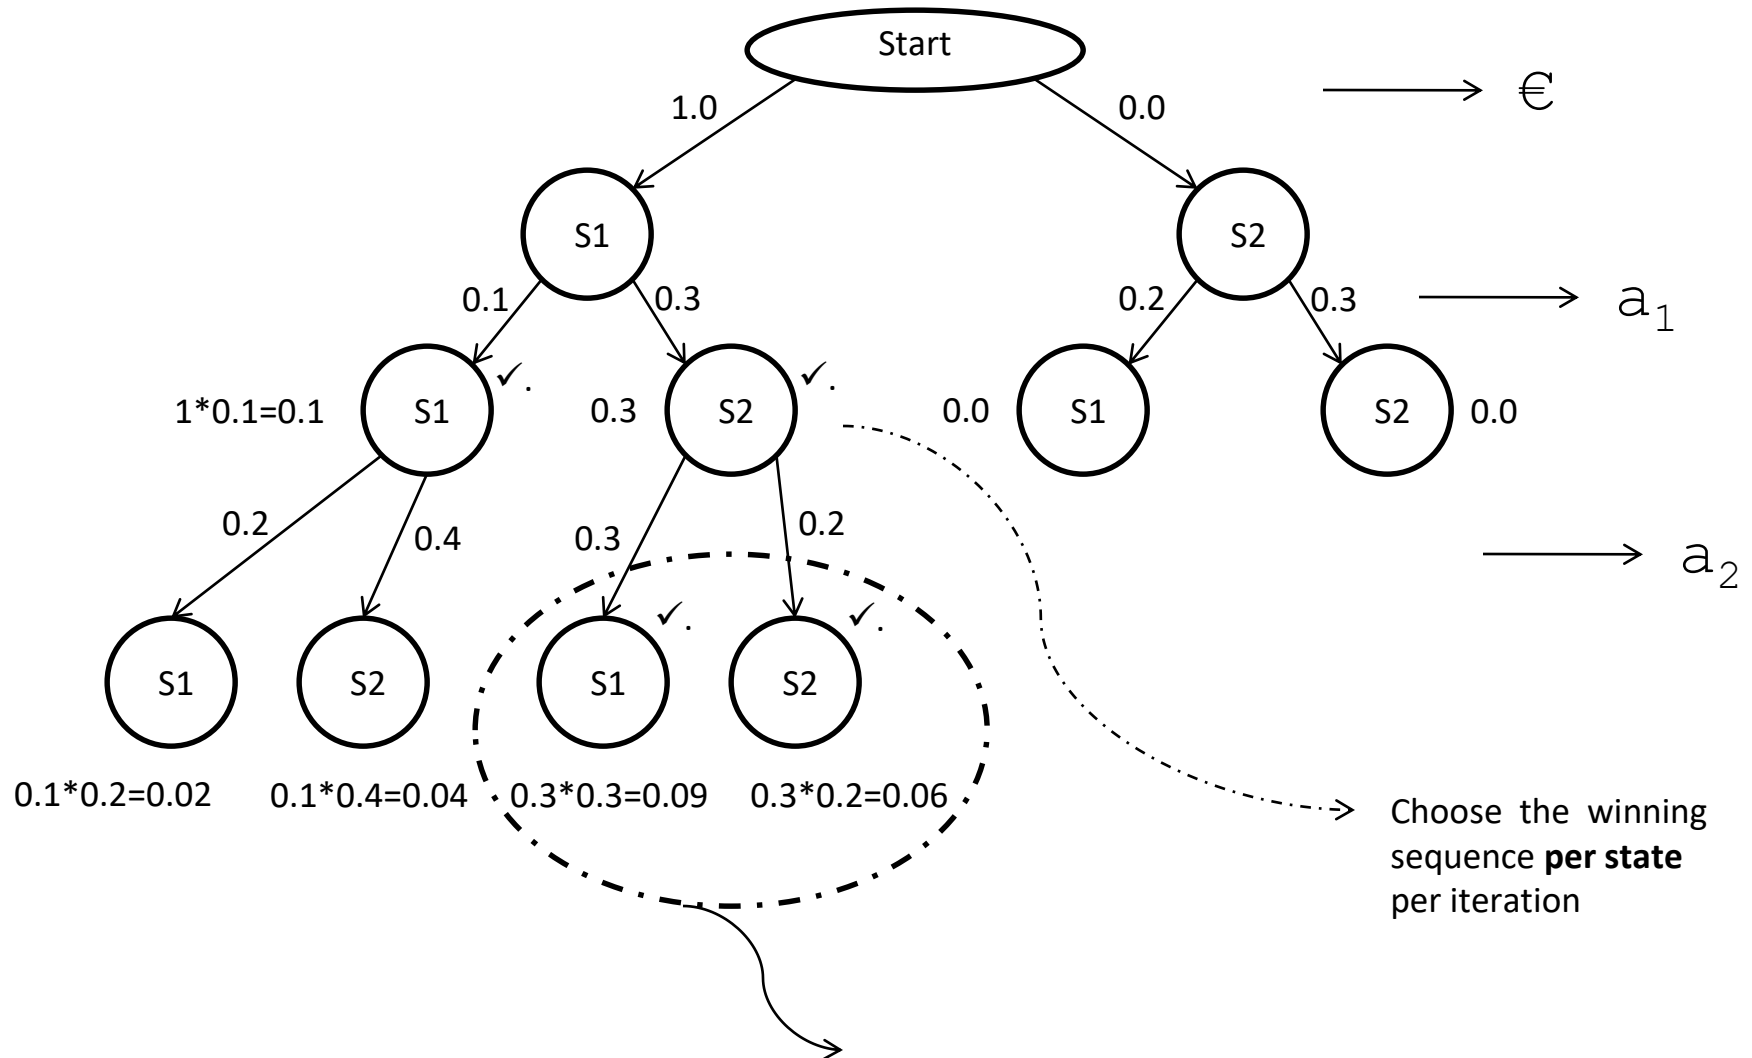 Start
1.0
0.0
€
S1
S2
0.1
0.3
0.2
0.3
a₁
✓.
✓.
1*0.1=0.1
S1
0.3
S2
0.0
S1
S2
0.0
0.2
0.4
0.3
0.2
a₂
✓.
✓.
S1
S2
S1
S2
0.1*0.2=0.02
0.1*0.4=0.04
0.3*0.3=0.09
0.3*0.2=0.06
Choose the winning
sequence per state
per iteration